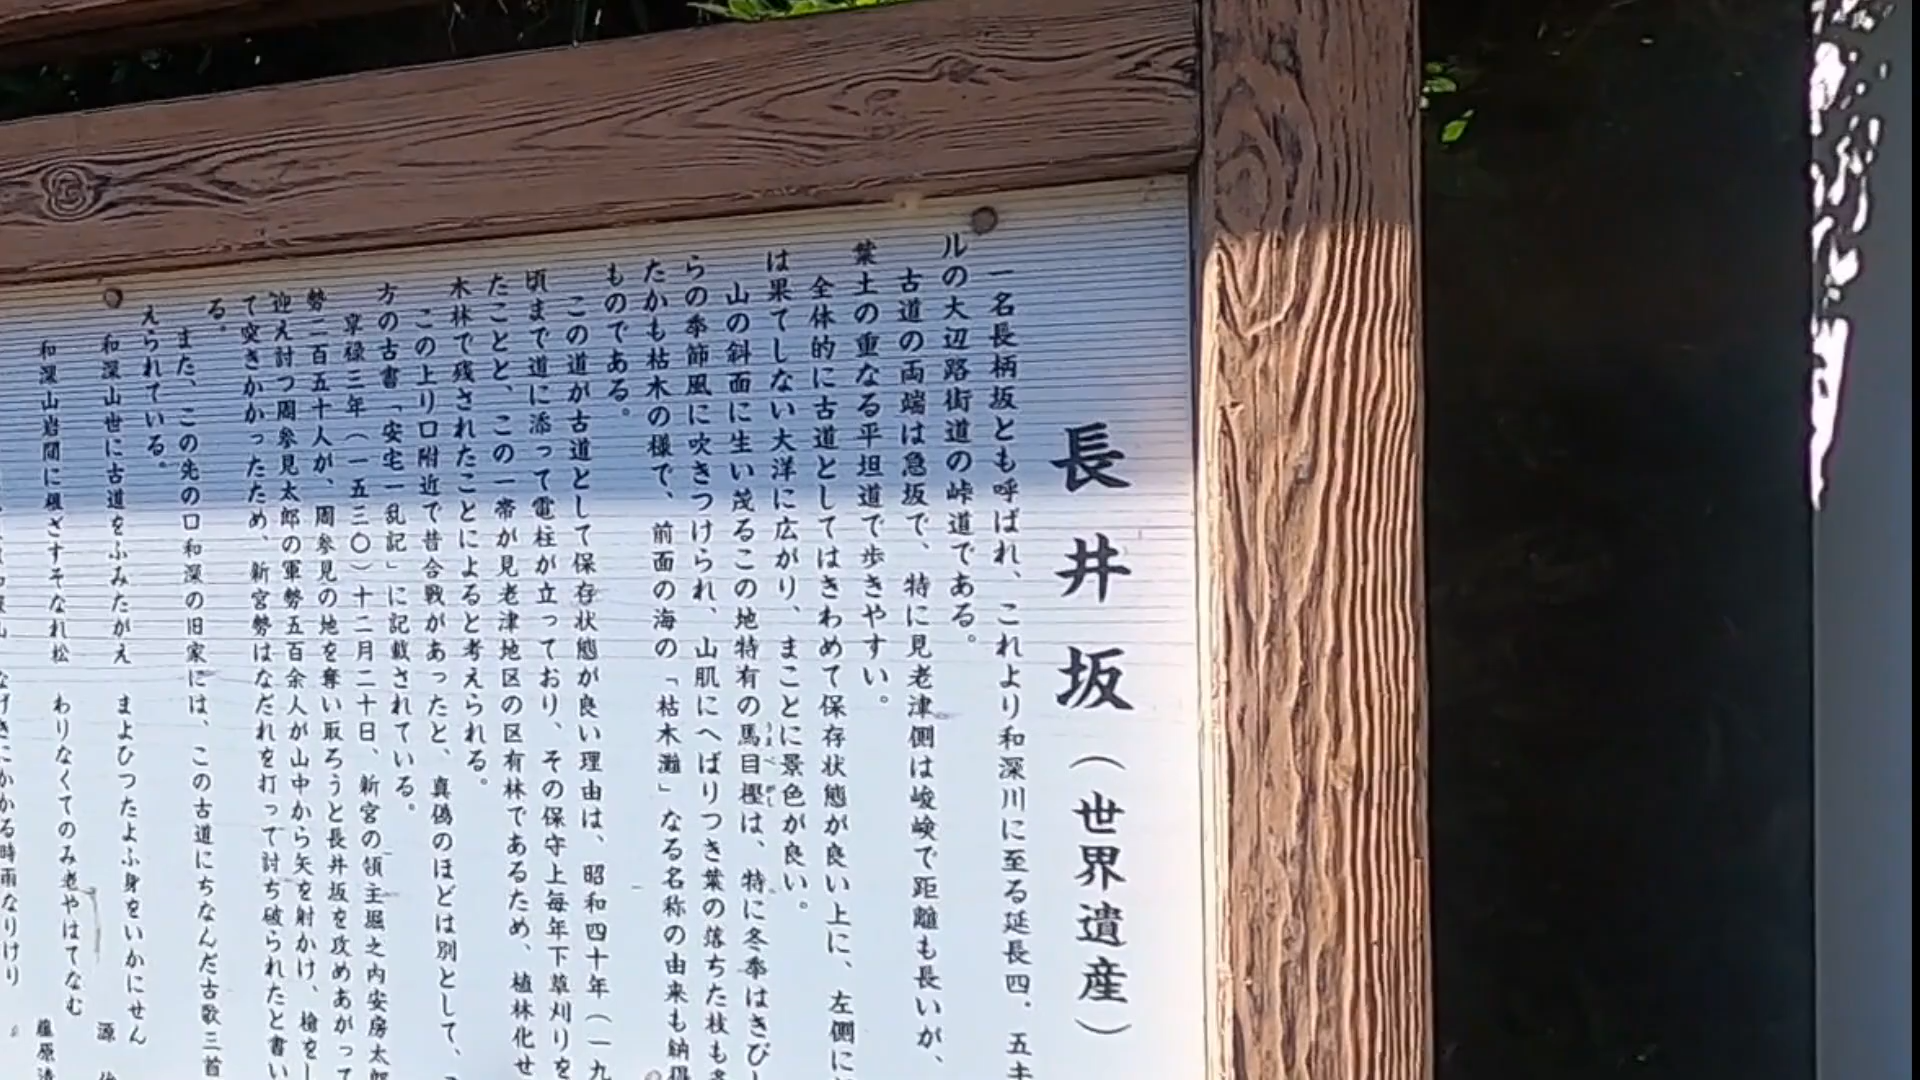 長井坂（世界遺産）
一名長柄坂とも呼ばれ、これより和深川に至る延長四．五
ルの大辺路街道の峠道である。
古道の両端は急坂で、特に見老津側は峻険で距離も長いが、
葉土の重なる平坦道で歩きやすい。
全体的に古道としてはきわめて保存状態が良い上に、左側に
は果てしない大洋に広がり、まことに景色が良い。
山の斜面に生い茂るこの地特有の馬目樫は、特に冬季はきび
らの季節風に吹きつけられ、山肌にへばりつき葉の落ちた枝も
たかも枯木の様で、前面の海の「枯木灘」なる名称の由来も納得
ものである。
この道が古道として保存状態が良い理由は、昭和四十年（一九
頃まで道に添って電柱が立っており、その保守上毎年下草刈りを
たことと、この一帯が見老津地区の区有林であるため、植林化せ
木林で残されたことによると考えられる。
この上り口附近で昔合戦があったと、真偽のほどは別として、
方の古書「安宅一乱記」に記載されている。
享禄三年（一五三〇）十二月二十日、新宮の領主堀之内安房太郎
勢二百五十人が、周参見の地を奪い取ろうと長井坂を攻めあがって
迎え討つ周参見太郎の軍勢五百余人が山中から矢を射かけ、槍を
て突きかかったため、新宮勢はなだれを打って討ち破られたと書い
る。
また、この先の口和深の旧家には、この古道にちなんだ古歌三首
えられている。
和深山世に古道をふみたがえ　まよひつたよふ身をいかにせん　源
和深山岩間に根ざすそなれ松　わりなくてのみ老やはてなむ　藤原
かかる時雨なりけり